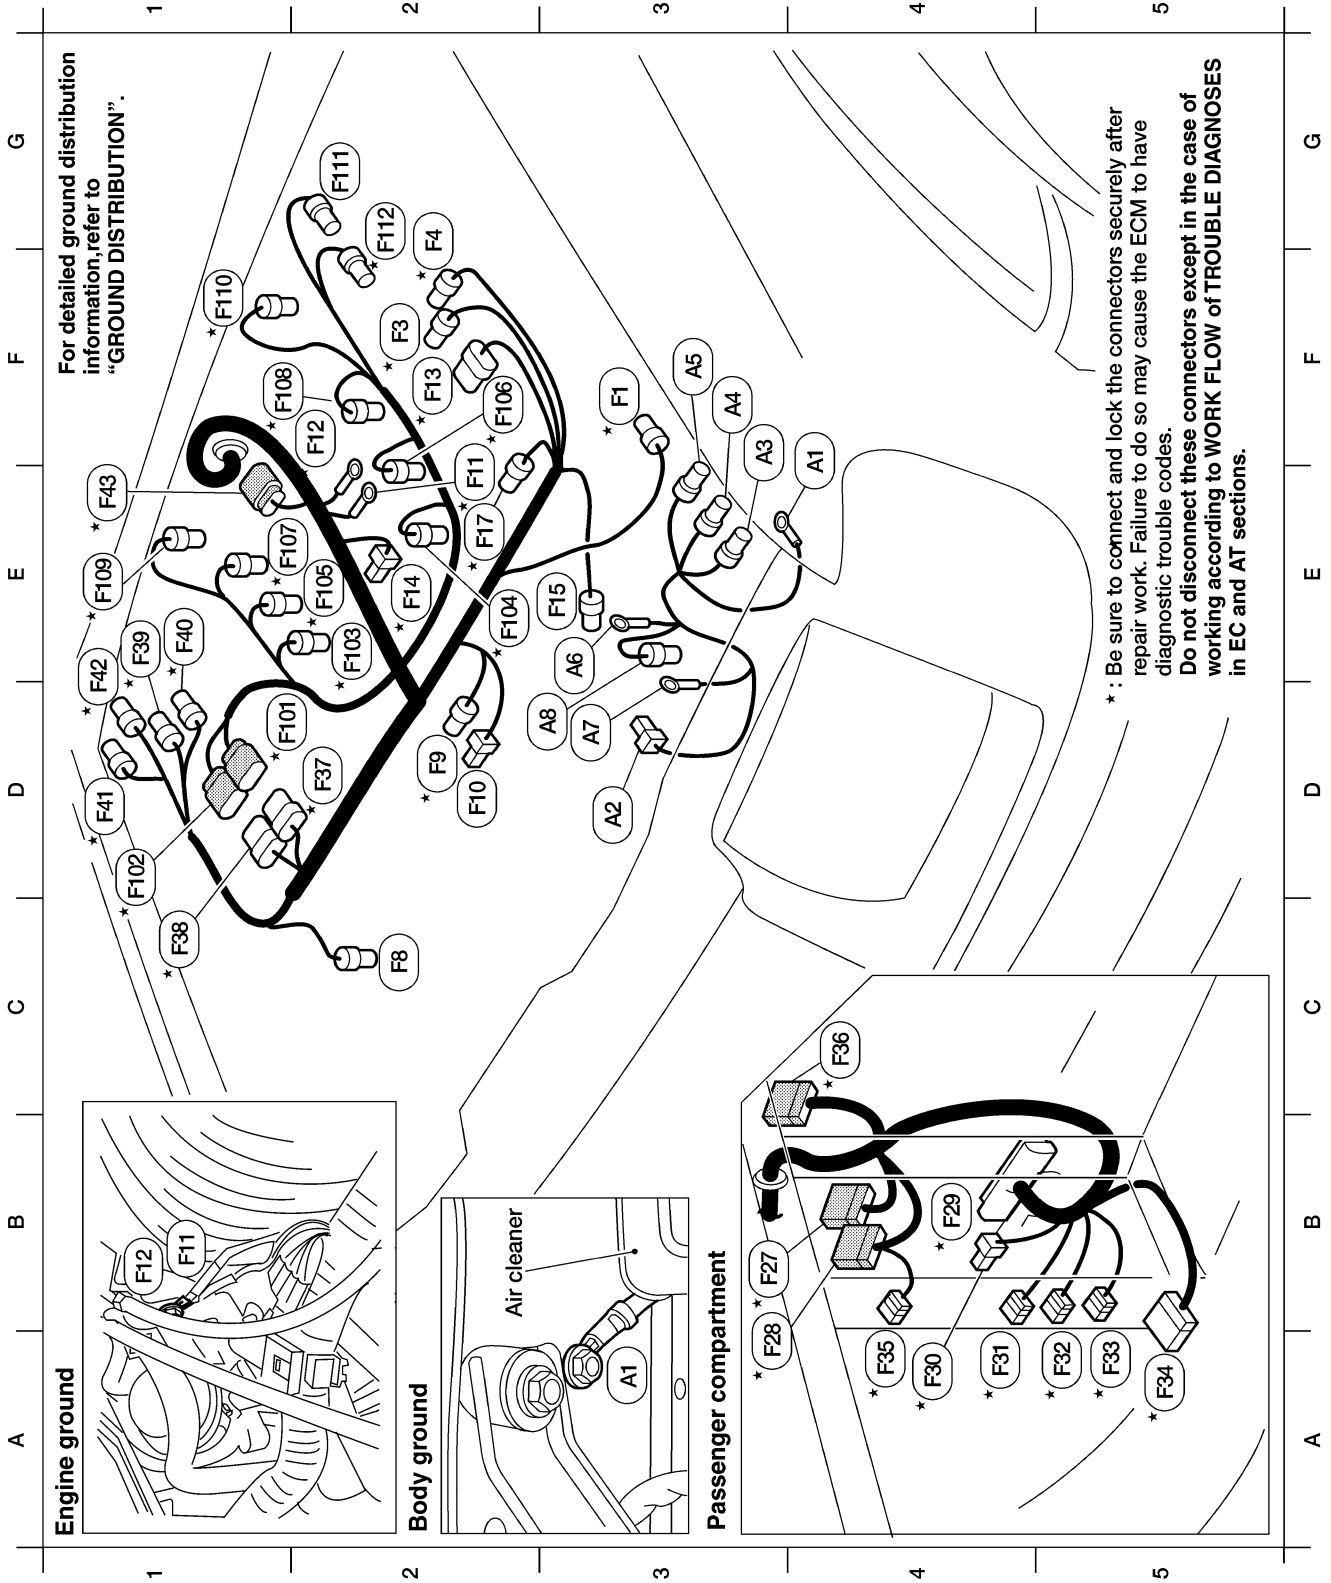 1 2 3 4 5
G
F
E
D
C
B
A
For detailed ground distribution
information,refer to
“GROUND DISTRIBUTION”.
F111
★ F112
★ F4
★ F110
★ F3
★ F108
★ F13
F12
★ F106
★ F43
★ F11
★ F17
★ F109
★ F107
★ F105
★ F14
★ F104
★ F103
F15
★ F1
A5
A4
A3
A1
A6
A8
A7
A2
★ F42
★ F39
★ F40
★ F101
★ F37
★ F41
★ F102
★ F38
F8
★ F9
F10
★ : Be sure to connect and lock the connectors securely after
repair work. Failure to do so may cause the ECM to have
diagnostic trouble codes.
Do not disconnect these connectors except in the case of
working according to WORK FLOW of TROUBLE DIAGNOSES
in EC and AT sections.
Engine ground
F12
F11
Body ground
Air cleaner
A1
Passenger compartment
★ F36
★ F27
★ F28
★ F29
★ F35
★ F30
★ F31
★ F32
★ F33
★ F34
1 2 3 4 5
G
F
E
D
C
B
A